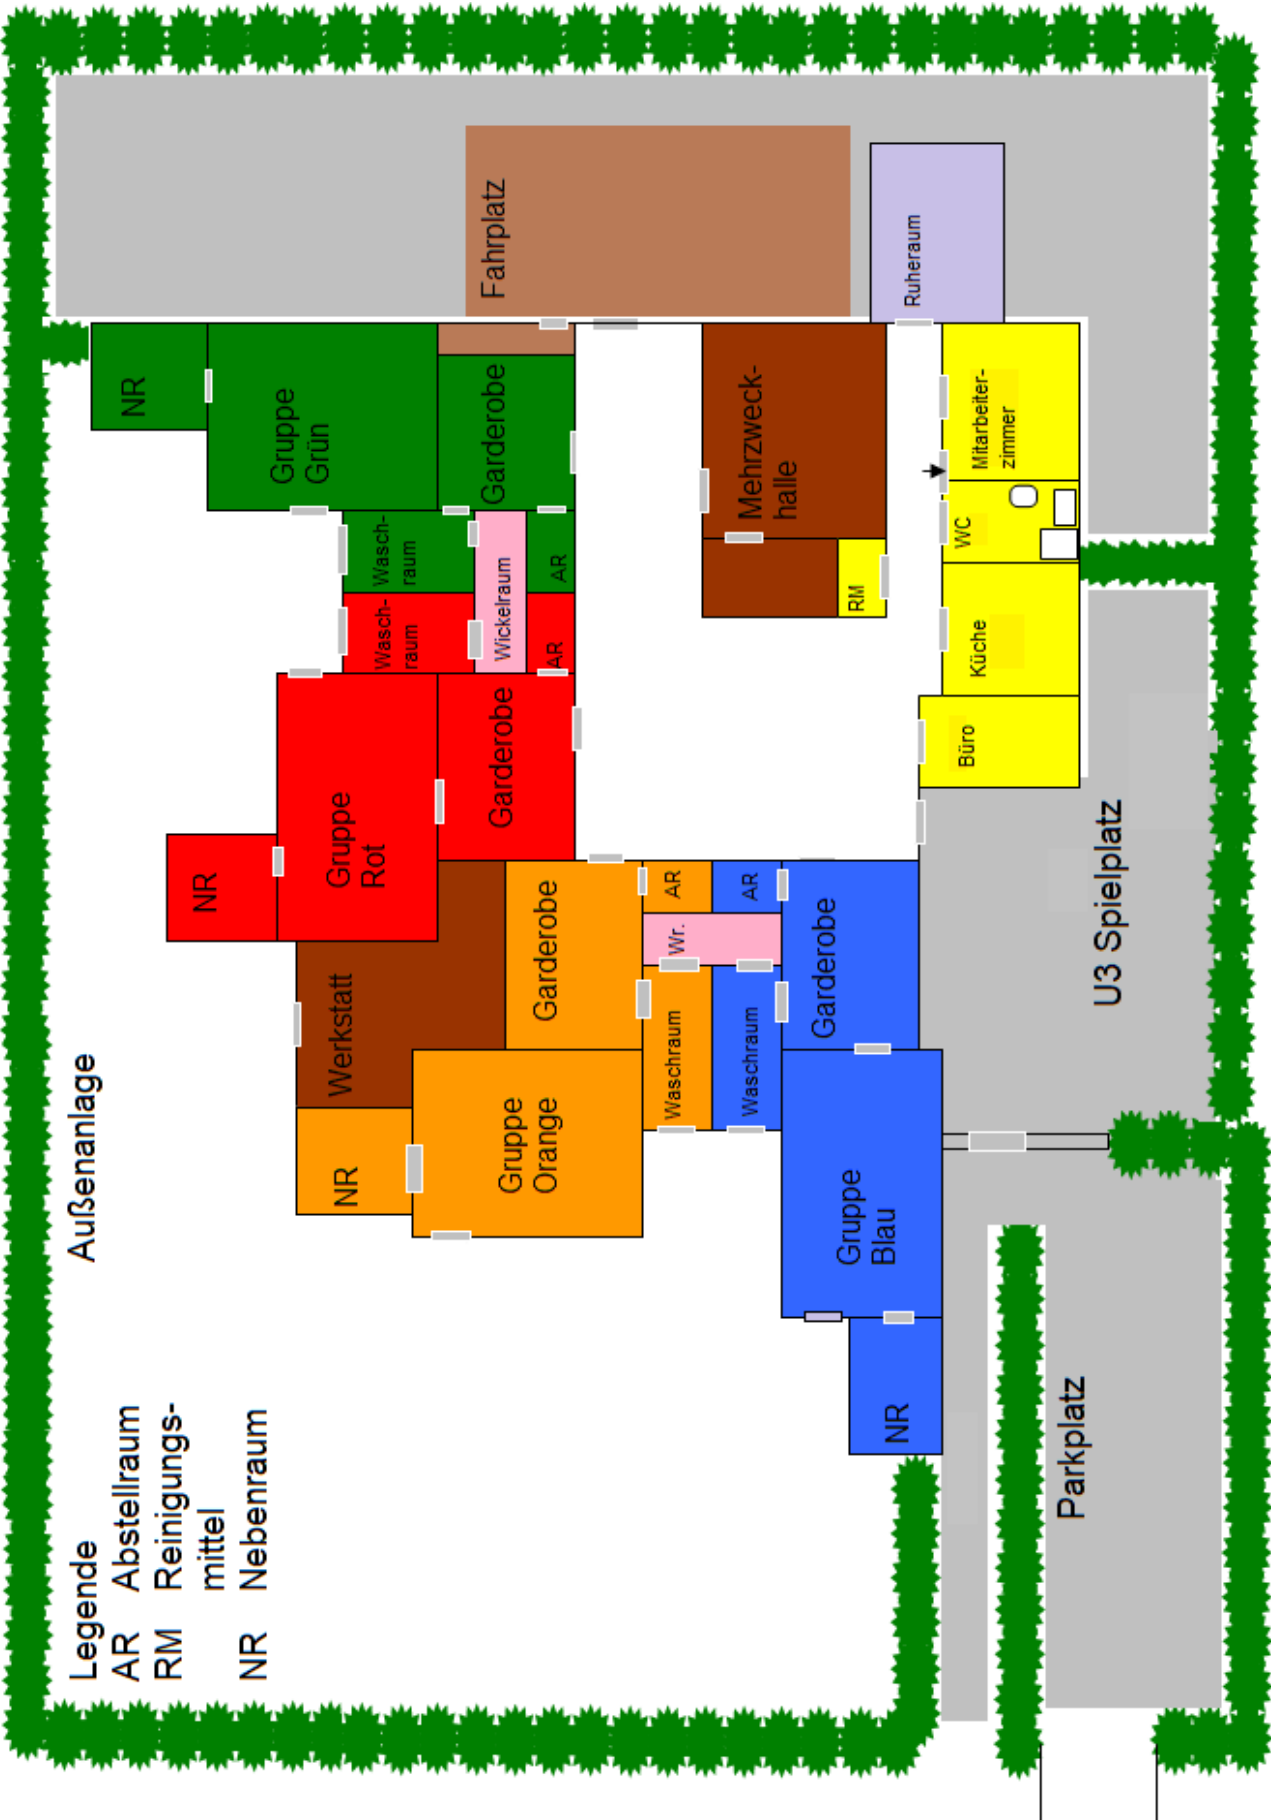 Außenanlage
Legende
AR Abstellraum
RM Reinigungs-
mittel
NR Nebenraum
NR
Gruppe
Grün
Garderobe
Fahrplatz
Wasch-
raum
AR
Wickelraum
Wasch-
raum
AR
NR
Gruppe
Rot
Garderobe
Werkstatt
NR
Gruppe
Orange
Garderobe
AR
Wr.
Waschraum
AR
Waschraum
Garderobe
Gruppe
Blau
NR
Mehrzweck-
halle
RM
Ruheraum
Mitarbeiter-
zimmer
WC
Küche
Büro
U3 Spielplatz
Parkplatz